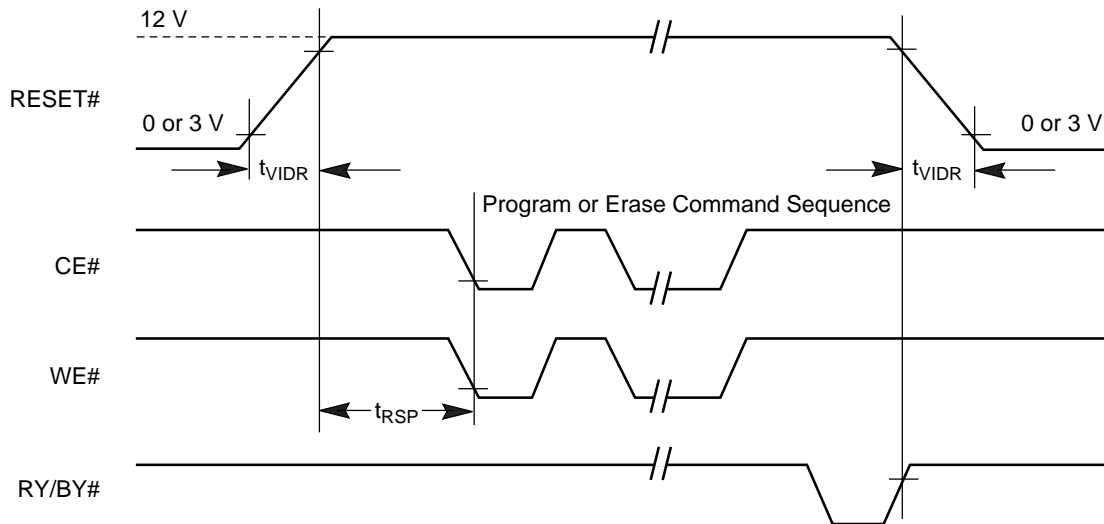 12 V
RESET#
0 or 3 V
0 or 3 V
tVIDR
tVIDR
Program or Erase Command Sequence
CE#
WE#
tRSP
RY/BY#